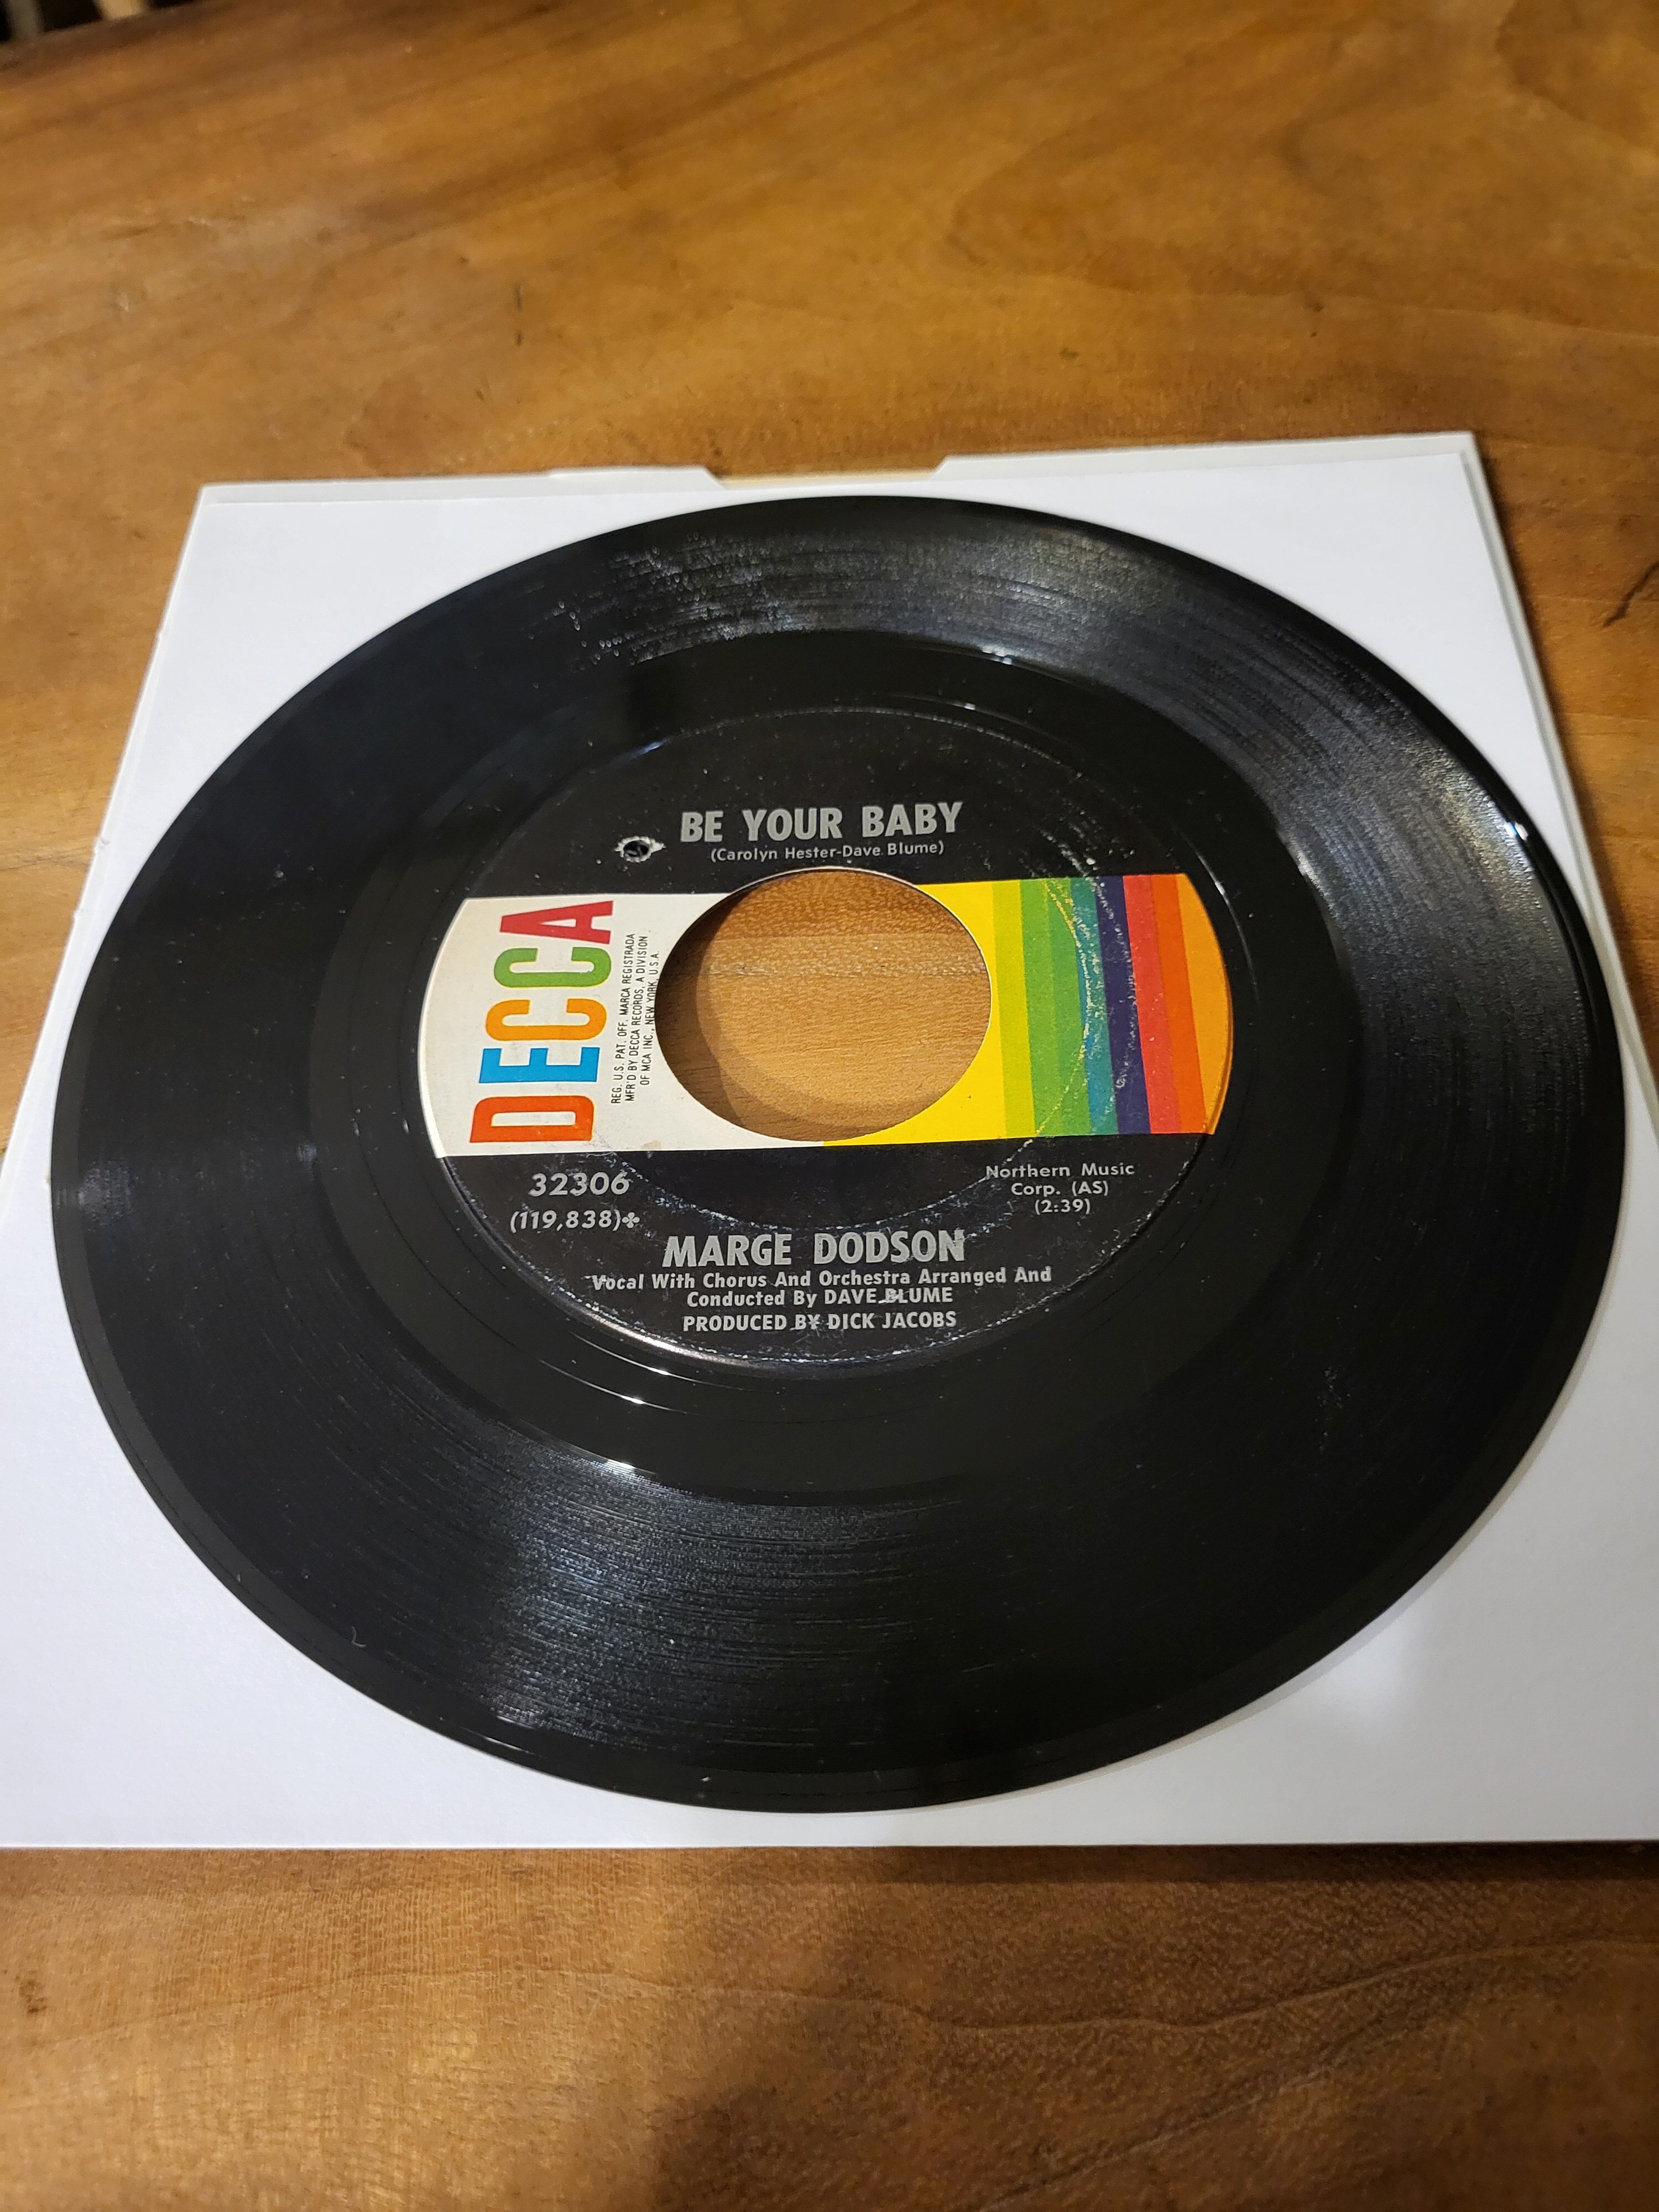 BE YOUR BABY
(Carolyn Hester-Dave Blume)
DECCA
REG. U.S. PAT. OFF. MARCA REGISTRADA
MFR'D BY DECCA RECORDS, A DIVISION
OF MCA INC., NEW YORK, U.S.A.
32306
(119,838)✤
Northern Music
Corp. (AS)
(2:39)
MARGE DODSON
Vocal With Chorus And Orchestra Arranged And
Conducted By DAVE BLUME
PRODUCED BY DICK JACOBS